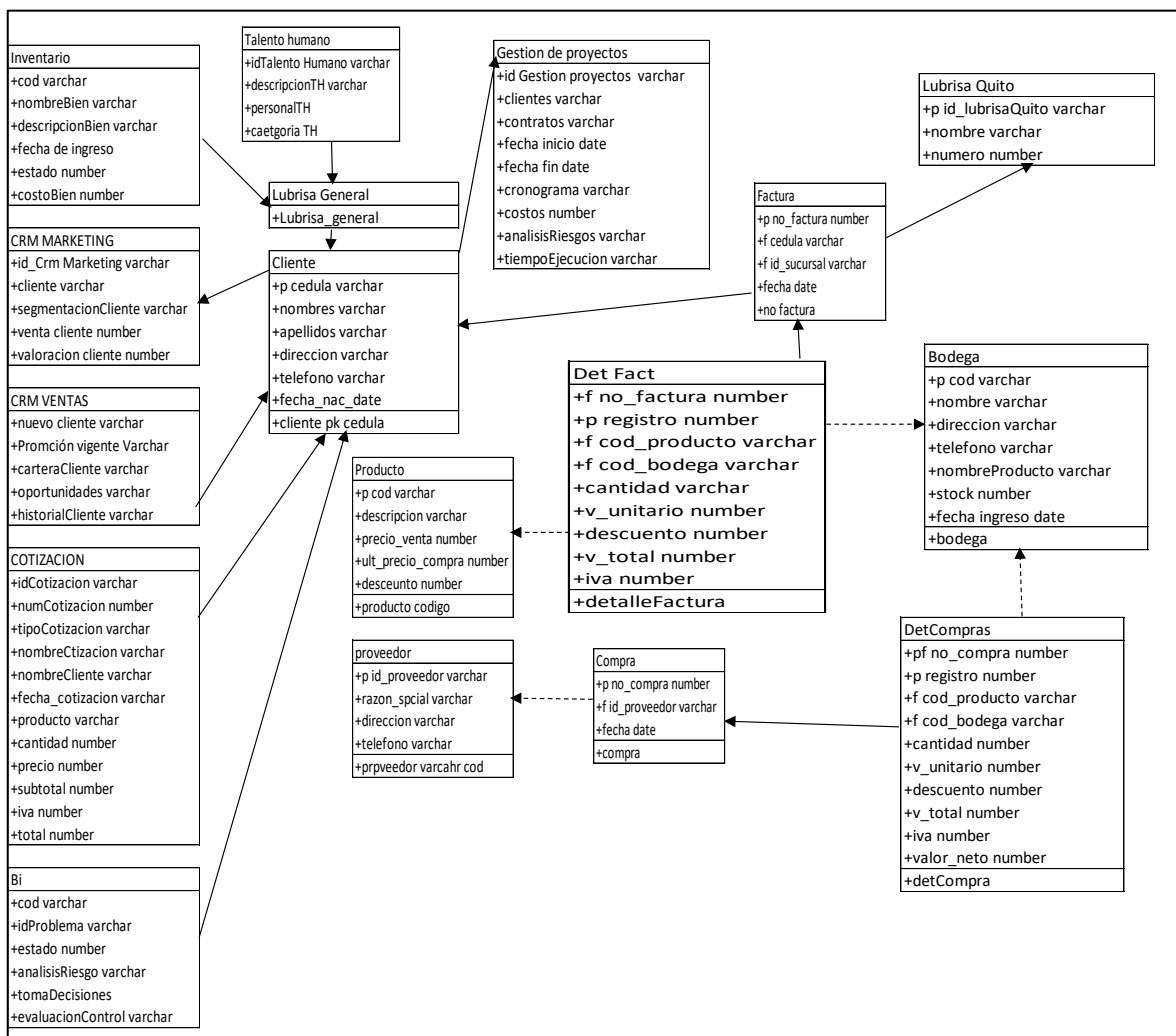 Inventario
+cod varchar
+nombreBien varchar
+descripcionBien varchar
+fecha de ingreso
+estado number
+costoBien number
Talento humano
+idTalento Humano varchar
+descripcionTH varchar
+personalTH
+caetgoria TH
Gestion de proyectos
+id Gestion proyectos varchar
+clientes varchar
+contratos varchar
+fecha inicio date
+fecha fin date
+cronograma varchar
+costos number
+analisisRiesgos varchar
+tiempoEjecucion varchar
Lubrisa Quito
+p id_lubrisaQuito varchar
+nombre varchar
+numero number
Lubrisa General
+Lubrisa_general
Factura
+p no_factura number
+f cedula varchar
+f id_sucursal varchar
+fecha date
+no factura
CRM MARKETING
+id_Crm Marketing varchar
+cliente varchar
+segmentacionCliente varchar
+venta cliente number
+valoracion cliente number
Cliente
+p cedula varchar
+nombres varchar
+apellidos varchar
+direccion varchar
+telefono varchar
+fecha_nac_date
+cliente pk cedula
CRM VENTAS
+nuevo cliente varchar
+Promción vigente Varchar
+carteraCliente varchar
+oportunidades varchar
+historialCliente varchar
Det Fact
+f no_factura number
+p registro number
+f cod_producto varchar
+f cod_bodega varchar
+cantidad varchar
+v_unitario number
+descuento number
+v_total number
+iva number
+detalleFactura
Bodega
+p cod varchar
+nombre varchar
+direccion varchar
+telefono varchar
+nombreProducto varchar
+stock number
+fecha ingreso date
+bodega
Producto
+p cod varchar
+descripcion varchar
+precio_venta number
+ult_precio_compra number
+desceunto number
+producto codigo
COTIZACION
+idCotizacion varchar
+numCotizacion number
+tipoCotizacion varchar
+nombreCtizacion varchar
+nombreCliente varchar
+fecha_cotizacion varchar
+producto varchar
+cantidad number
+precio number
+subtotal number
+iva number
+total number
proveedor
+p id_proveedor varchar
+razon_spcial varchar
+direccion varchar
+telefono varchar
+prpveedor varcahr cod
Compra
+p no_compra number
+f id_proveedor varchar
+fecha date
+compra
DetCompras
+pf no_compra number
+p registro number
+f cod_producto varchar
+f cod_bodega varchar
+cantidad number
+v_unitario number
+descuento number
+v_total number
+iva number
+valor_neto number
+detCompra
Bi
+cod varchar
+idProblema varchar
+estado number
+analisisRiesgo varchar
+tomaDecisiones
+evaluacionControl varchar